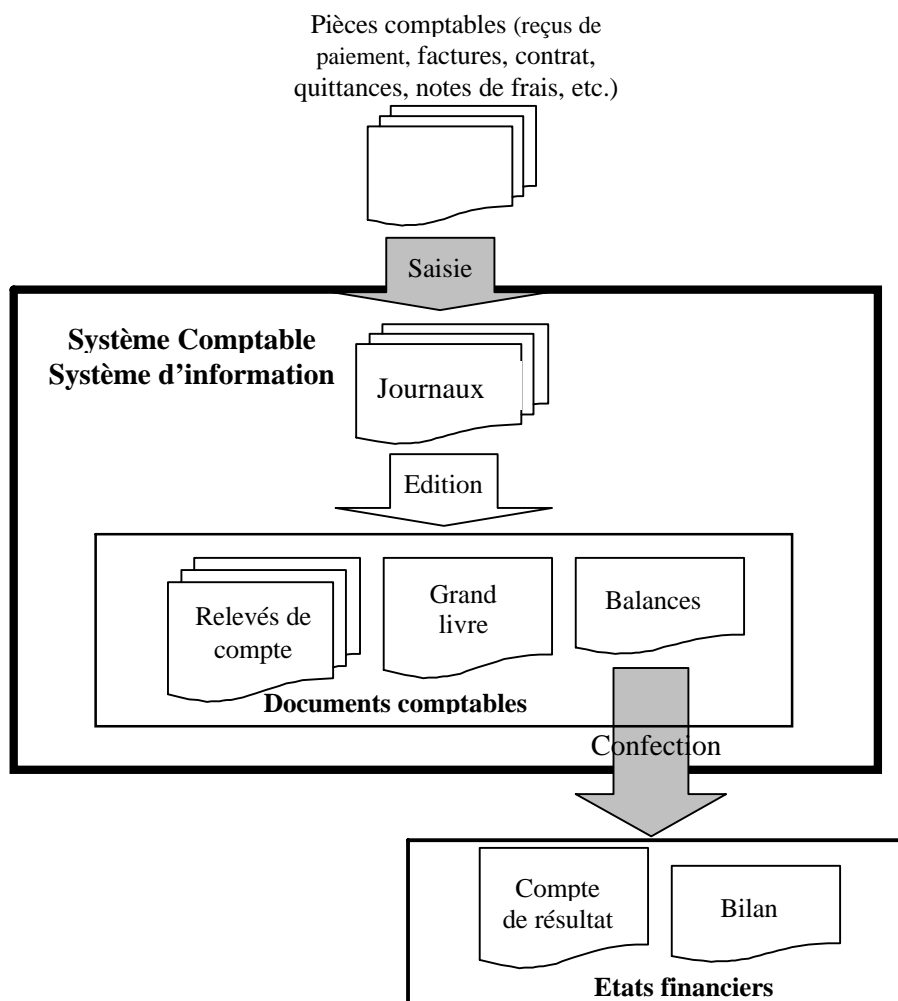 Pièces comptables (reçus de
paiement, factures, contrat,
quittances, notes de frais, etc.)
Saisie
Système Comptable
Système d’information
Journaux
Edition
Relevés de
compte
Grand
livre
Balances
Documents comptables
Confection
Compte
de résultat
Bilan
Etats financiers